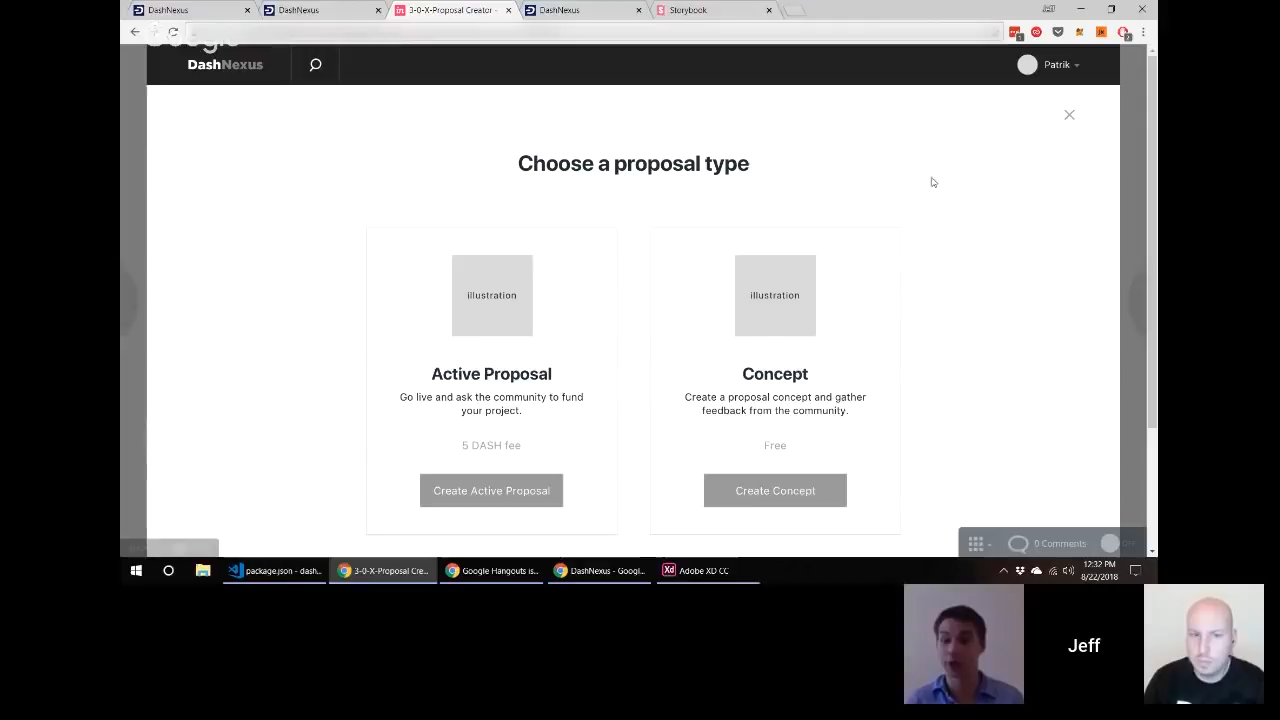 DashNexus
DashNexus
3-0-X-Proposal Creator
DashNexus
Storybook
Google
DashNexus
Patrik
Choose a proposal type
illustration
illustration
Active Proposal
Concept
Go live and ask the community to fund
your project.
Create a proposal concept and gather
feedback from the community.
5 DASH fee
Free
Create Active Proposal
Create Concept
0 Comments
package.json - dash...
3-0-X-Proposal Cre...
Google Hangouts is...
DashNexus - Googl...
Xd
Adobe XD CC
12:32 PM
8/22/2018
Jeff